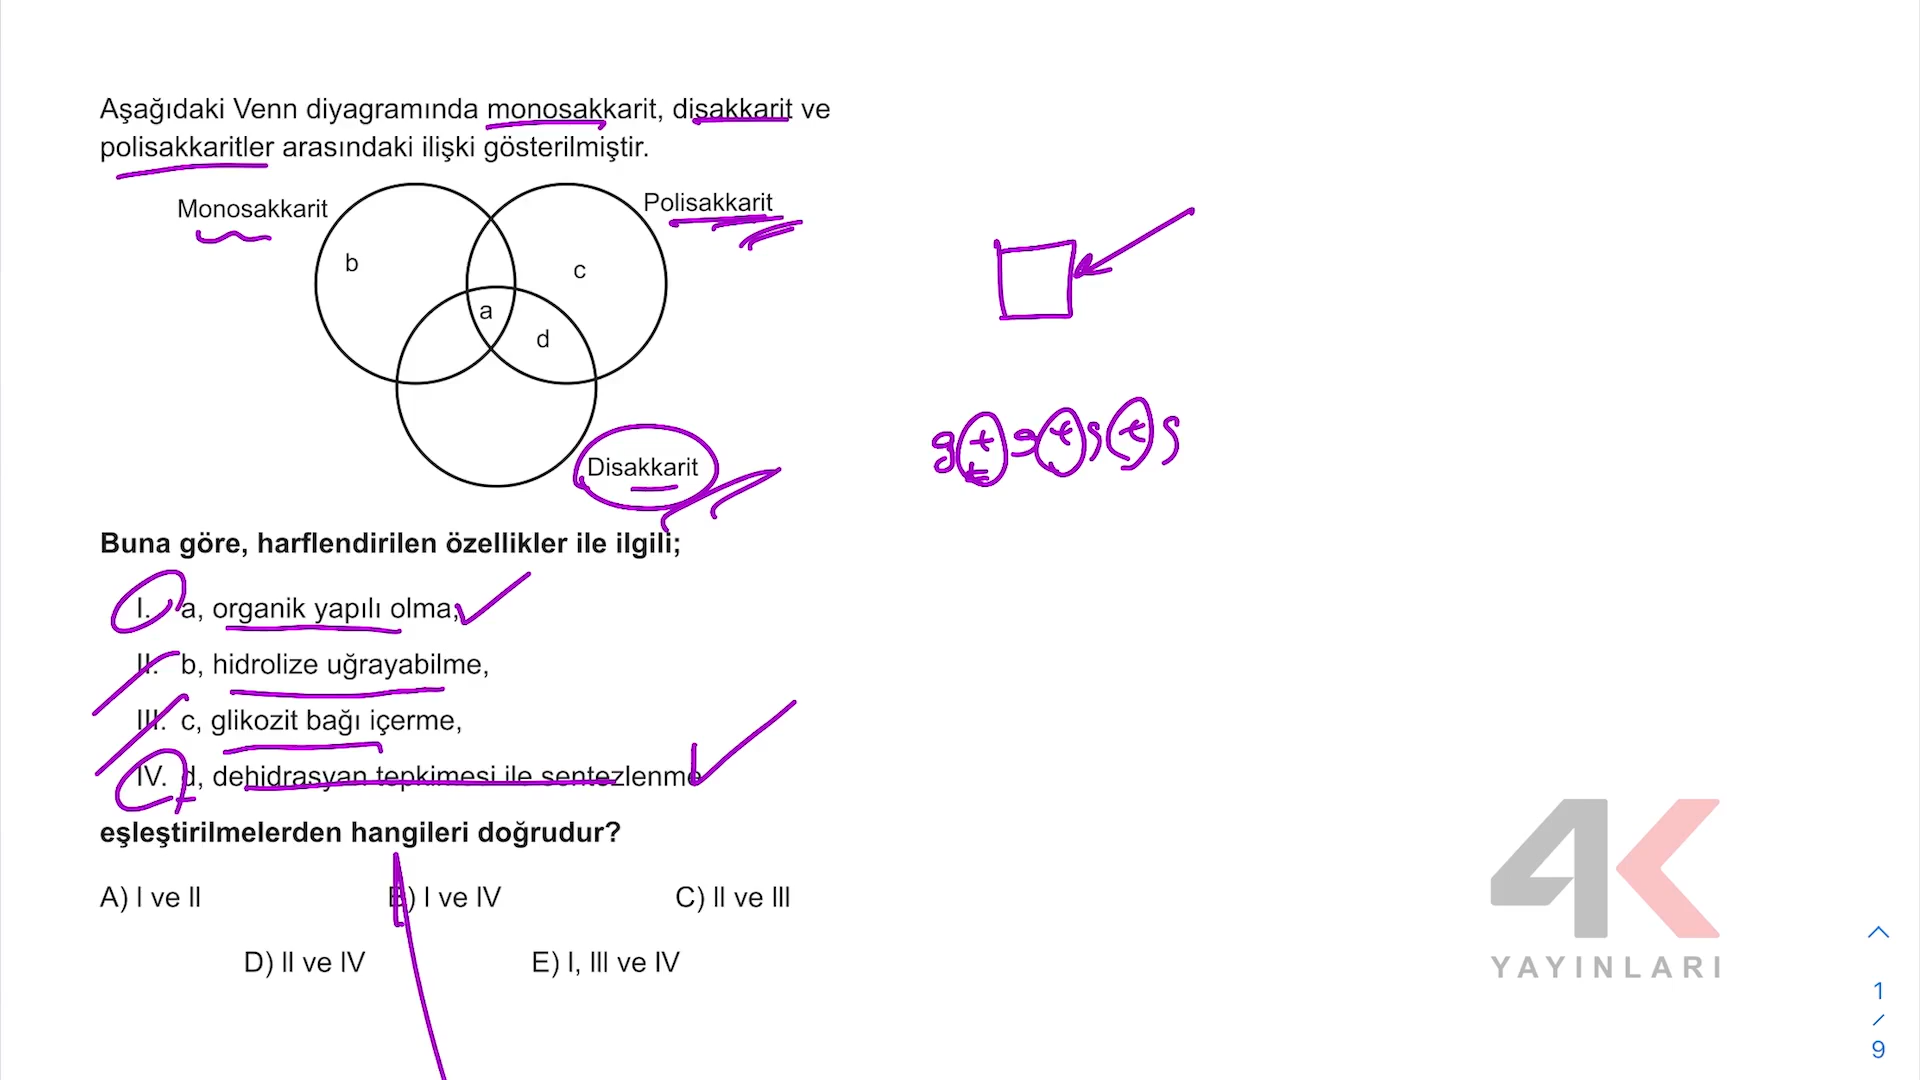 Aşağıdaki Venn diyagramında monosakkarit, disakkarit ve
polisakkaritler arasındaki ilişki gösterilmiştir.
Monosakkarit
Polisakkarit
b
c
a
d
Disakkarit
Buna göre, harflendirilen özellikler ile ilgili;
I. a, organik yapılı olma,
II. b, hidrolize uğrayabilme,
III. c, glikozit bağı içerme,
IV. d, dehidrasyan tepkimesi ile sentezlenme
eşleştirilmelerden hangileri doğrudur?
A) I ve II
B) I ve IV
C) II ve III
D) II ve IV
E) I, III ve IV
4K
YAYINLARI
1
/
9